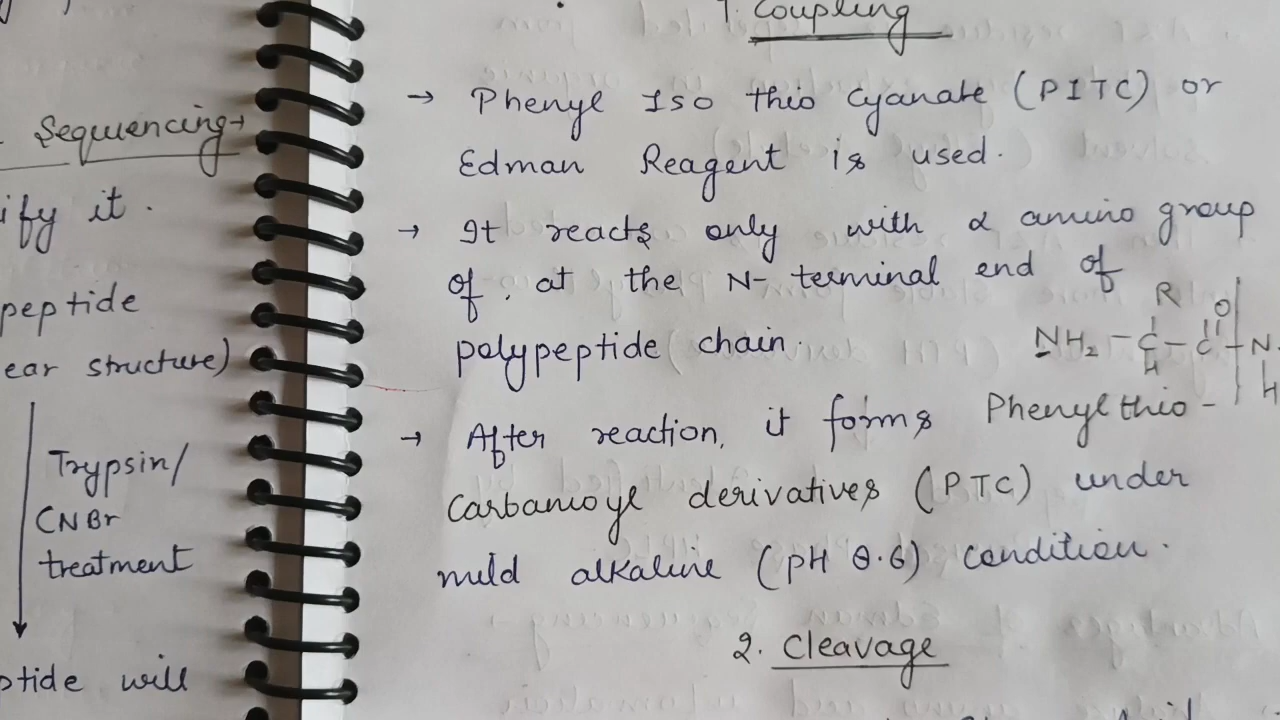 Sequencing→
ify it.
peptide
ear structure)
Trypsin/
CNBr
treatment
ptide will
1. Coupling
→ Phenyl Iso thio cyanate (PITC) or
Edman Reagent is used.
→ It reacts only with α amino group
of, at the N- terminal end of
polypeptide chain.
R
O
NH₂ - C - C - N
H
H
→ After reaction, it forms Phenylthio-
carbamoyl derivatives (PTC) under
mild alkaline (pH 8.6) condition.
2. Cleavage